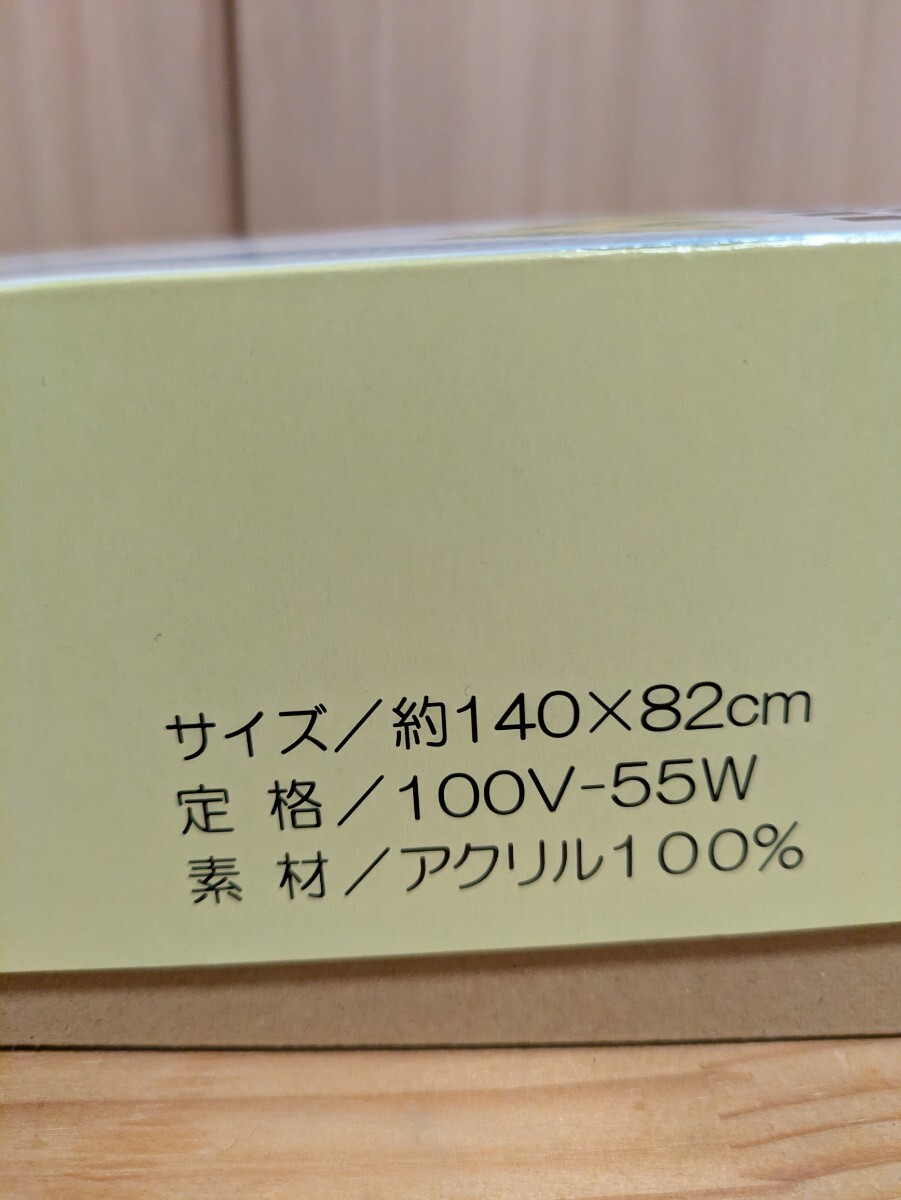 サイズ／約140×82cm
定 格／100V-55W
素 材／アクリル100%